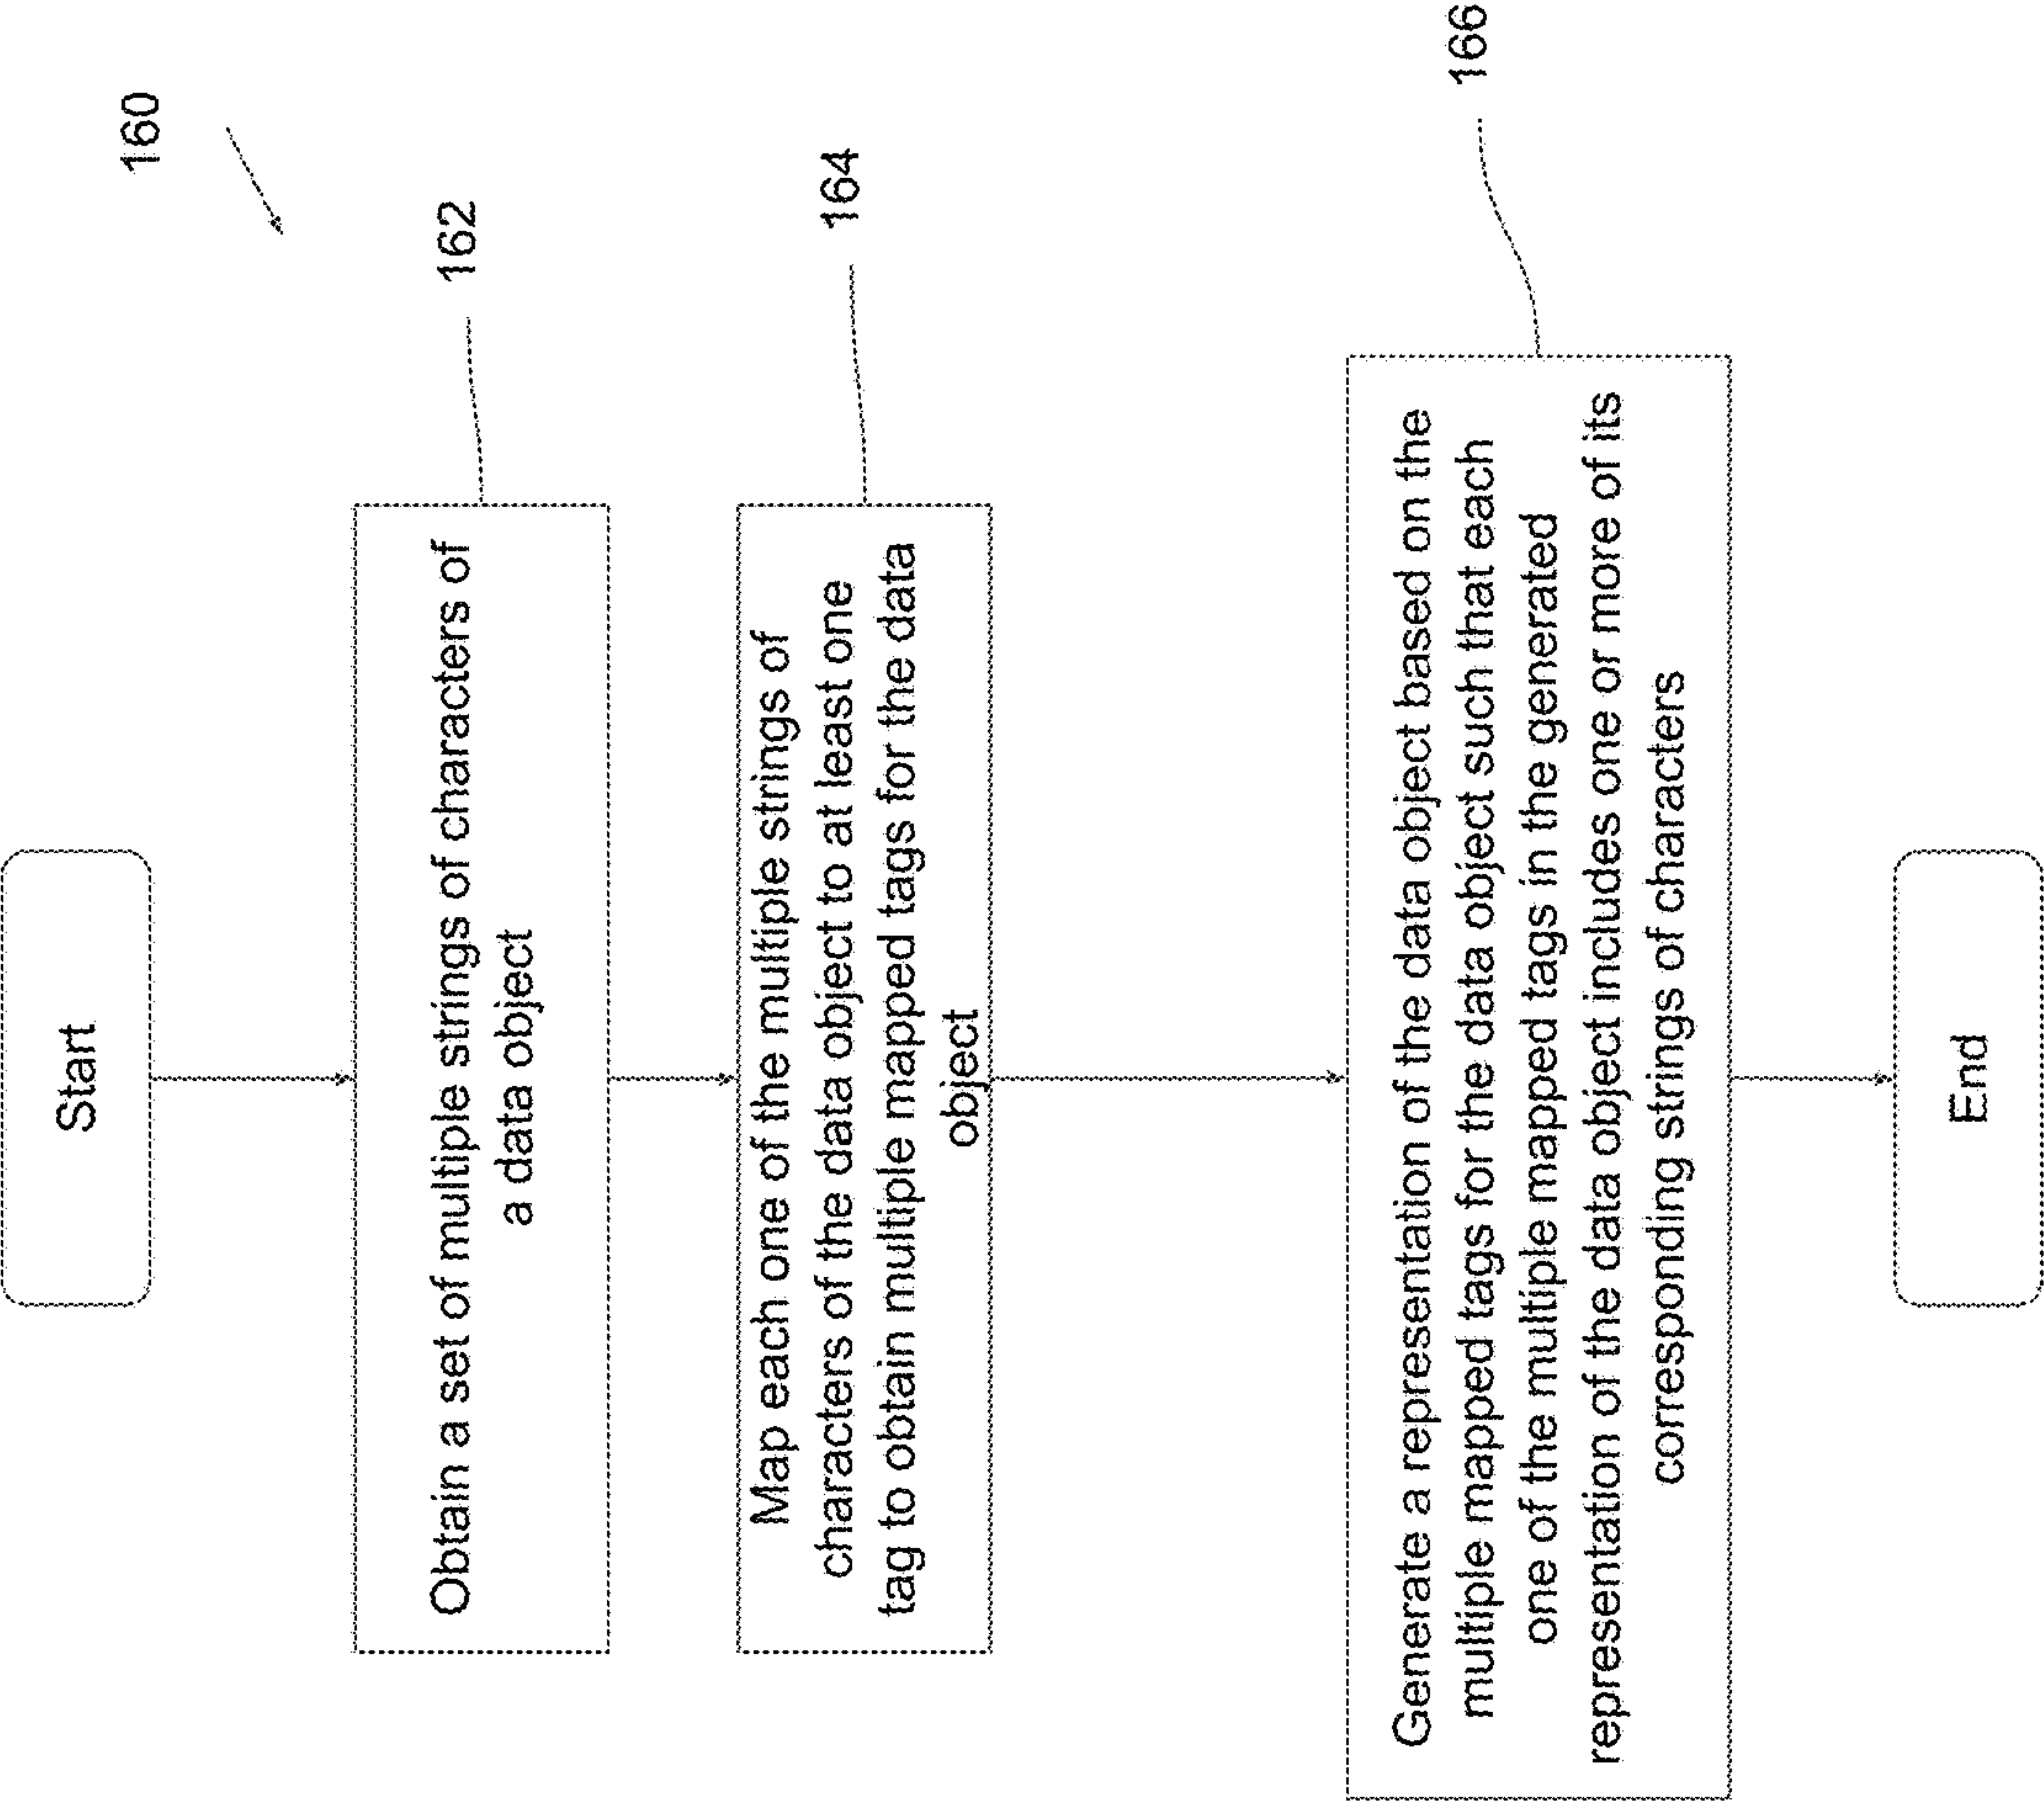 160
Start
162
Obtain a set of multiple strings of characters of
a data object
164
Map each one of the multiple strings of
characters of the data object to at least one
tag to obtain multiple mapped tags for the data
object
166
Generate a representation of the data object based on the
multiple mapped tags for the data object such that each
one of the multiple mapped tags in the generated
representation of the data object includes one or more of its
corresponding strings of characters
End